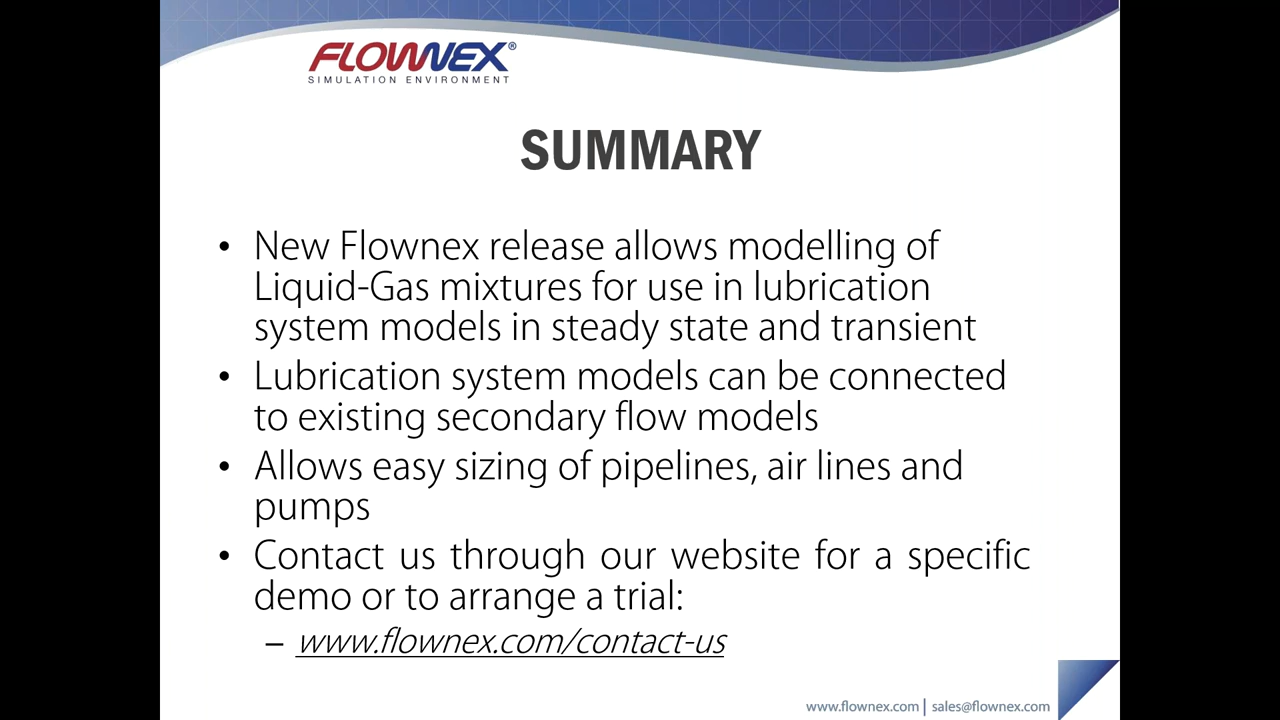 FLOWNEX®
SIMULATION ENVIRONMENT
SUMMARY
• New Flownex release allows modelling of
Liquid-Gas mixtures for use in lubrication
system models in steady state and transient
• Lubrication system models can be connected
to existing secondary flow models
• Allows easy sizing of pipelines, air lines and
pumps
• Contact us through our website for a specific
demo or to arrange a trial:
– www.flownex.com/contact-us
www.flownex.com | sales@flownex.com